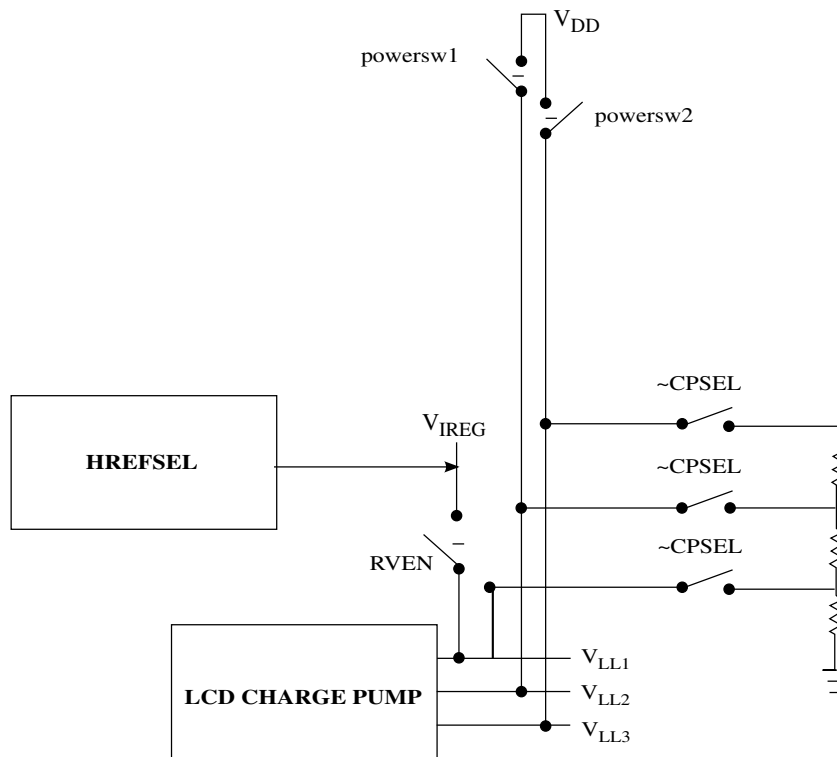 VDD
powersw1
powersw2
~CPSEL
VIREG
HREFSEL
~CPSEL
~CPSEL
RVEN
VLL1
LCD CHARGE PUMP
VLL2
VLL3